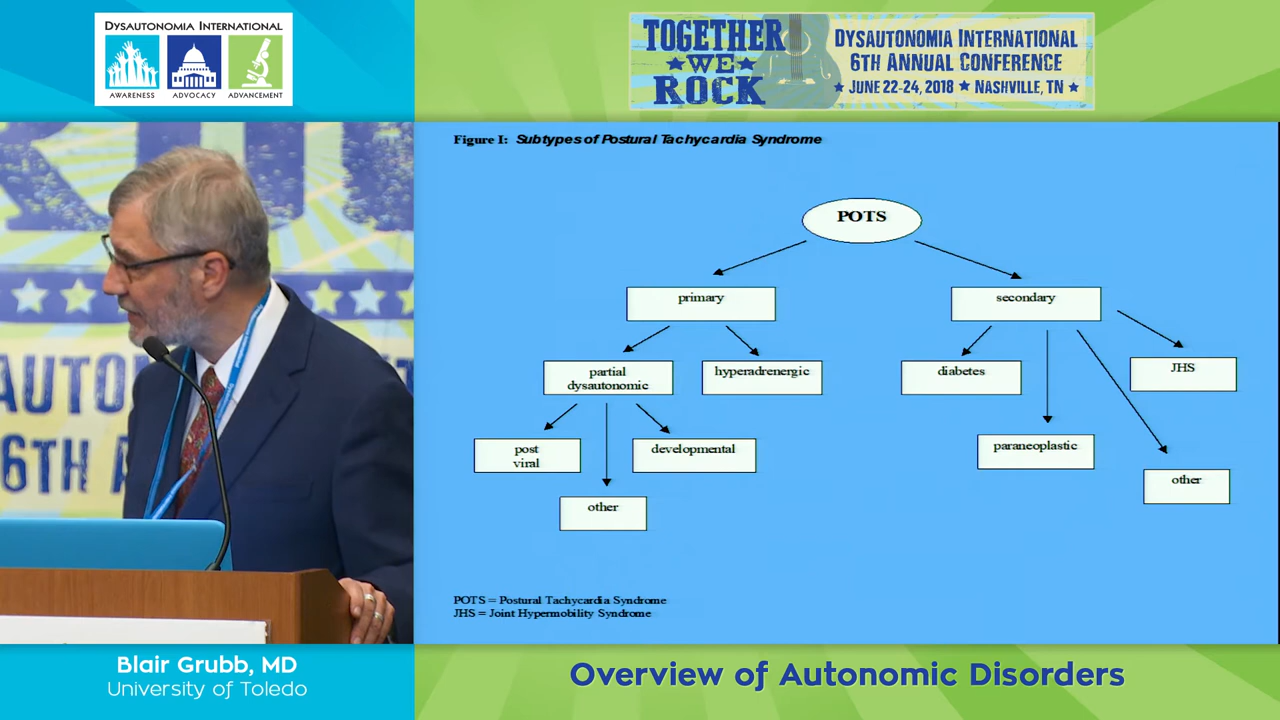 DYSAUTONOMIA INTERNATIONAL
AWARENESS
ADVOCACY
ADVANCEMENT
TOGETHER
WE
ROCK
DYSAUTONOMIA INTERNATIONAL
6TH ANNUAL CONFERENCE
JUNE 22-24, 2018 ★ NASHVILLE, TN
Figure I: Subtypes of Postural Tachycardia Syndrome
POTS
primary
secondary
partial
dysautonomic
hyperadrenergic
diabetes
JHS
post
viral
developmental
paraneoplastic
other
other
POTS = Postural Tachycardia Syndrome
JHS = Joint Hypermobility Syndrome
AUTO
6TH A
Blair Grubb, MD
University of Toledo
Overview of Autonomic Disorders